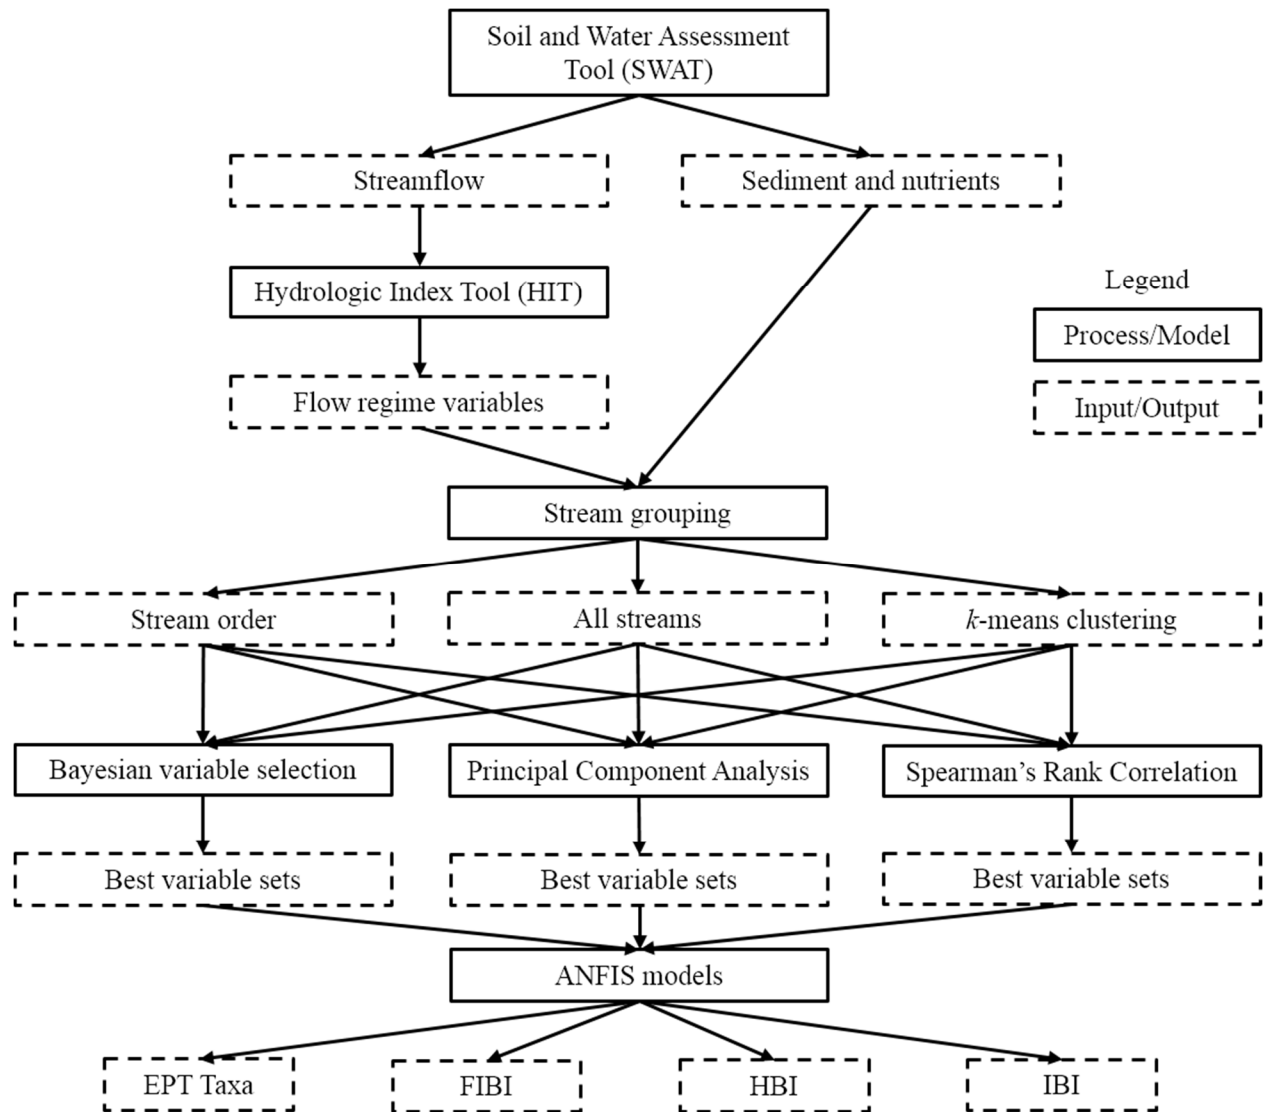 Soil and Water Assessment
Tool (SWAT)
Streamflow
Sediment and nutrients
Hydrologic Index Tool (HIT)
Legend
Process/Model
Flow regime variables
Input/Output
Stream grouping
Stream order
All streams
k-means clustering
Bayesian variable selection
Principal Component Analysis
Spearman’s Rank Correlation
Best variable sets
Best variable sets
Best variable sets
ANFIS models
EPT Taxa
FIBI
HBI
IBI